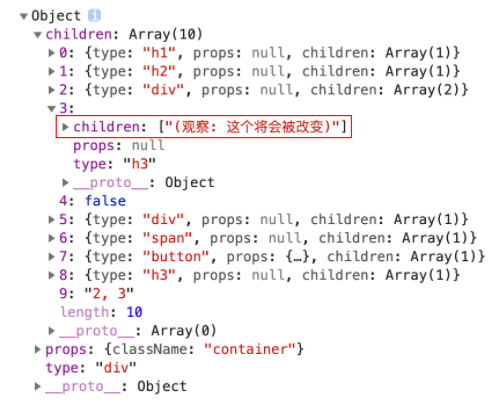 Object i
children: Array(10)
0: {type: "h1", props: null, children: Array(1)}
1: {type: "h2", props: null, children: Array(1)}
2: {type: "div", props: null, children: Array(2)}
3:
children: ["(观察: 这个将会被改变)"]
props: null
type: "h3"
__proto__: Object
4: false
5: {type: "div", props: null, children: Array(1)}
6: {type: "span", props: null, children: Array(1)}
7: {type: "button", props: {…}, children: Array(1)}
8: {type: "h3", props: null, children: Array(1)}
9: "2, 3"
length: 10
__proto__: Array(0)
props: {className: "container"}
type: "div"
__proto__: Object